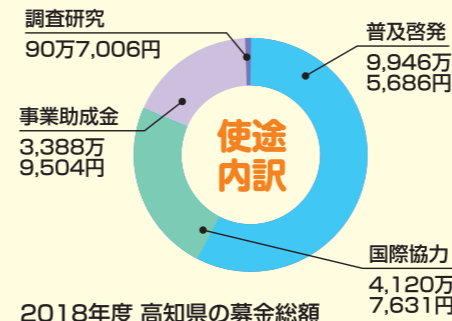 調査研究
90万7,006円
普及啓発
9,946万
5,686円
事業助成金
3,388万
9,504円
使途
内訳
国際協力
4,120万
7,631円
2018年度 高知県の募金総額